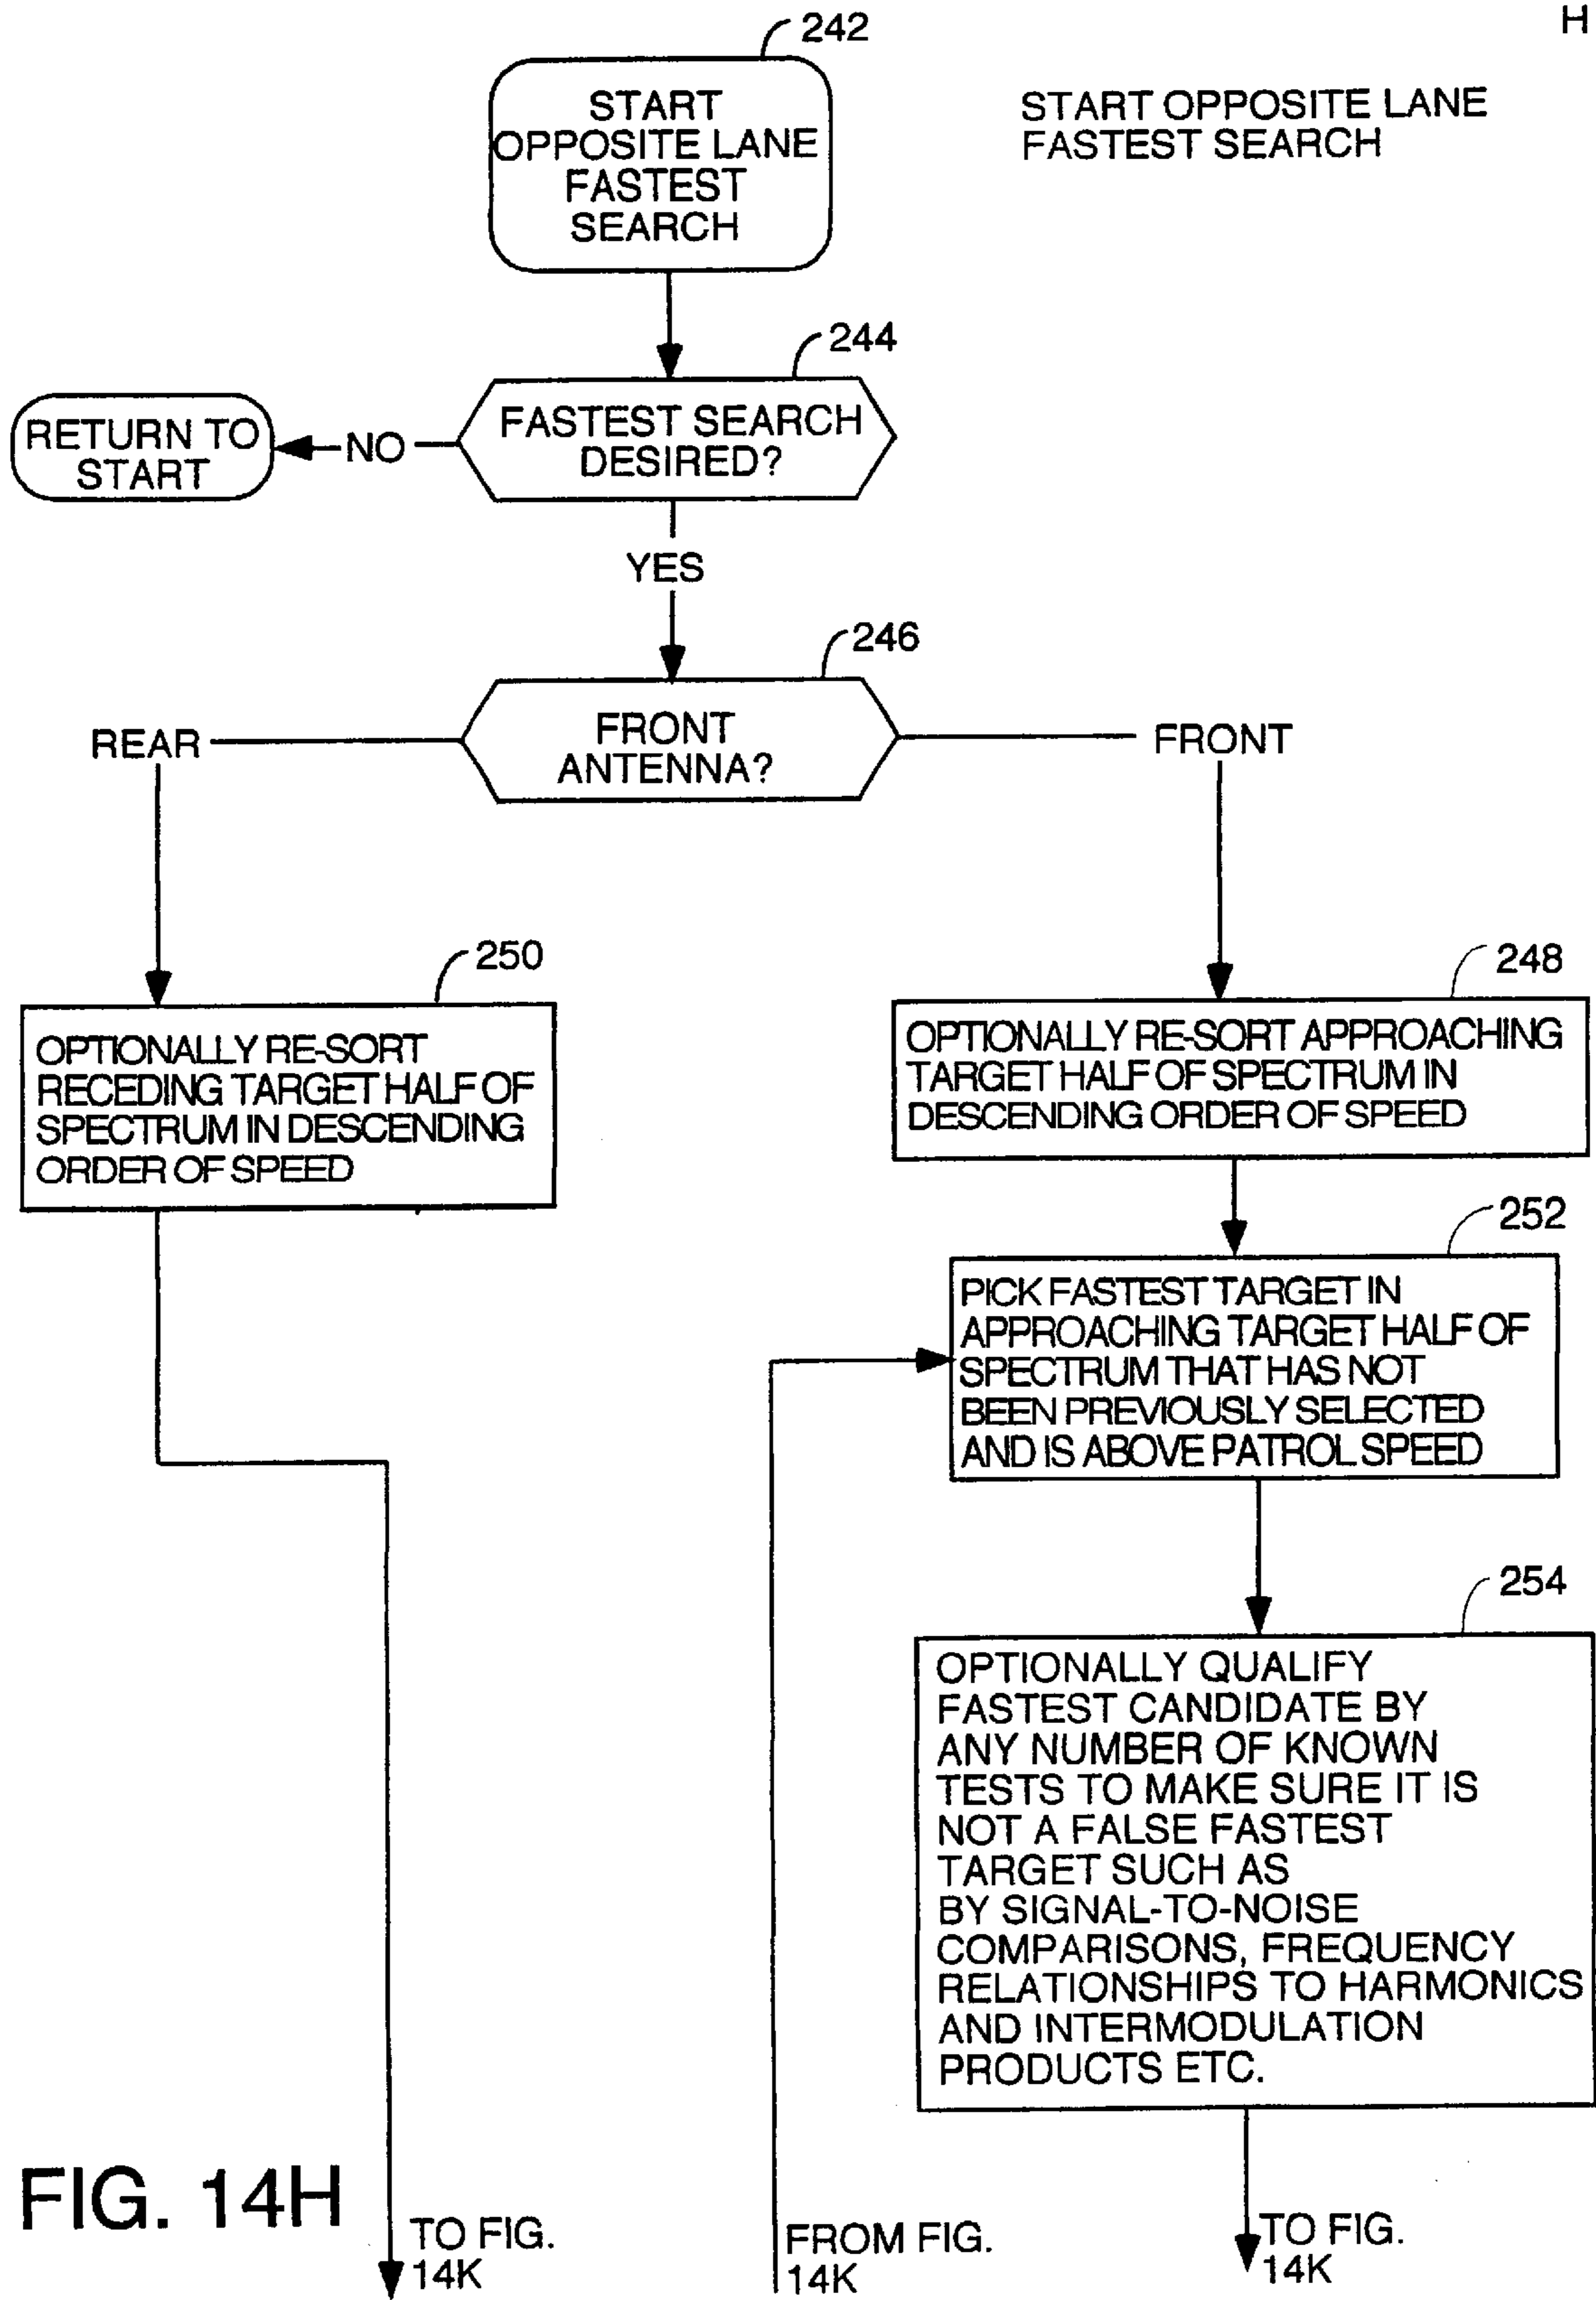 H
242
START
OPPOSITE LANE
FASTEST
SEARCH
START OPPOSITE LANE
FASTEST SEARCH
244
FASTEST SEARCH
DESIRED?
NO
RETURN TO
START
YES
246
FRONT
ANTENNA?
REAR
FRONT
250
OPTIONALLY RE-SORT
RECEDING TARGET HALF OF
SPECTRUM IN DESCENDING
ORDER OF SPEED
248
OPTIONALLY RE-SORT APPROACHING
TARGET HALF OF SPECTRUM IN
DESCENDING ORDER OF SPEED
252
PICK FASTEST TARGET IN
APPROACHING TARGET HALF OF
SPECTRUM THAT HAS NOT
BEEN PREVIOUSLY SELECTED
AND IS ABOVE PATROL SPEED
254
OPTIONALLY QUALIFY
FASTEST CANDIDATE BY
ANY NUMBER OF KNOWN
TESTS TO MAKE SURE IT IS
NOT A FALSE FASTEST
TARGET SUCH AS
BY SIGNAL-TO-NOISE
COMPARISONS, FREQUENCY
RELATIONSHIPS TO HARMONICS
AND INTERMODULATION
PRODUCTS ETC.
FIG. 14H
TO FIG.
14K
FROM FIG.
14K
TO FIG.
14K